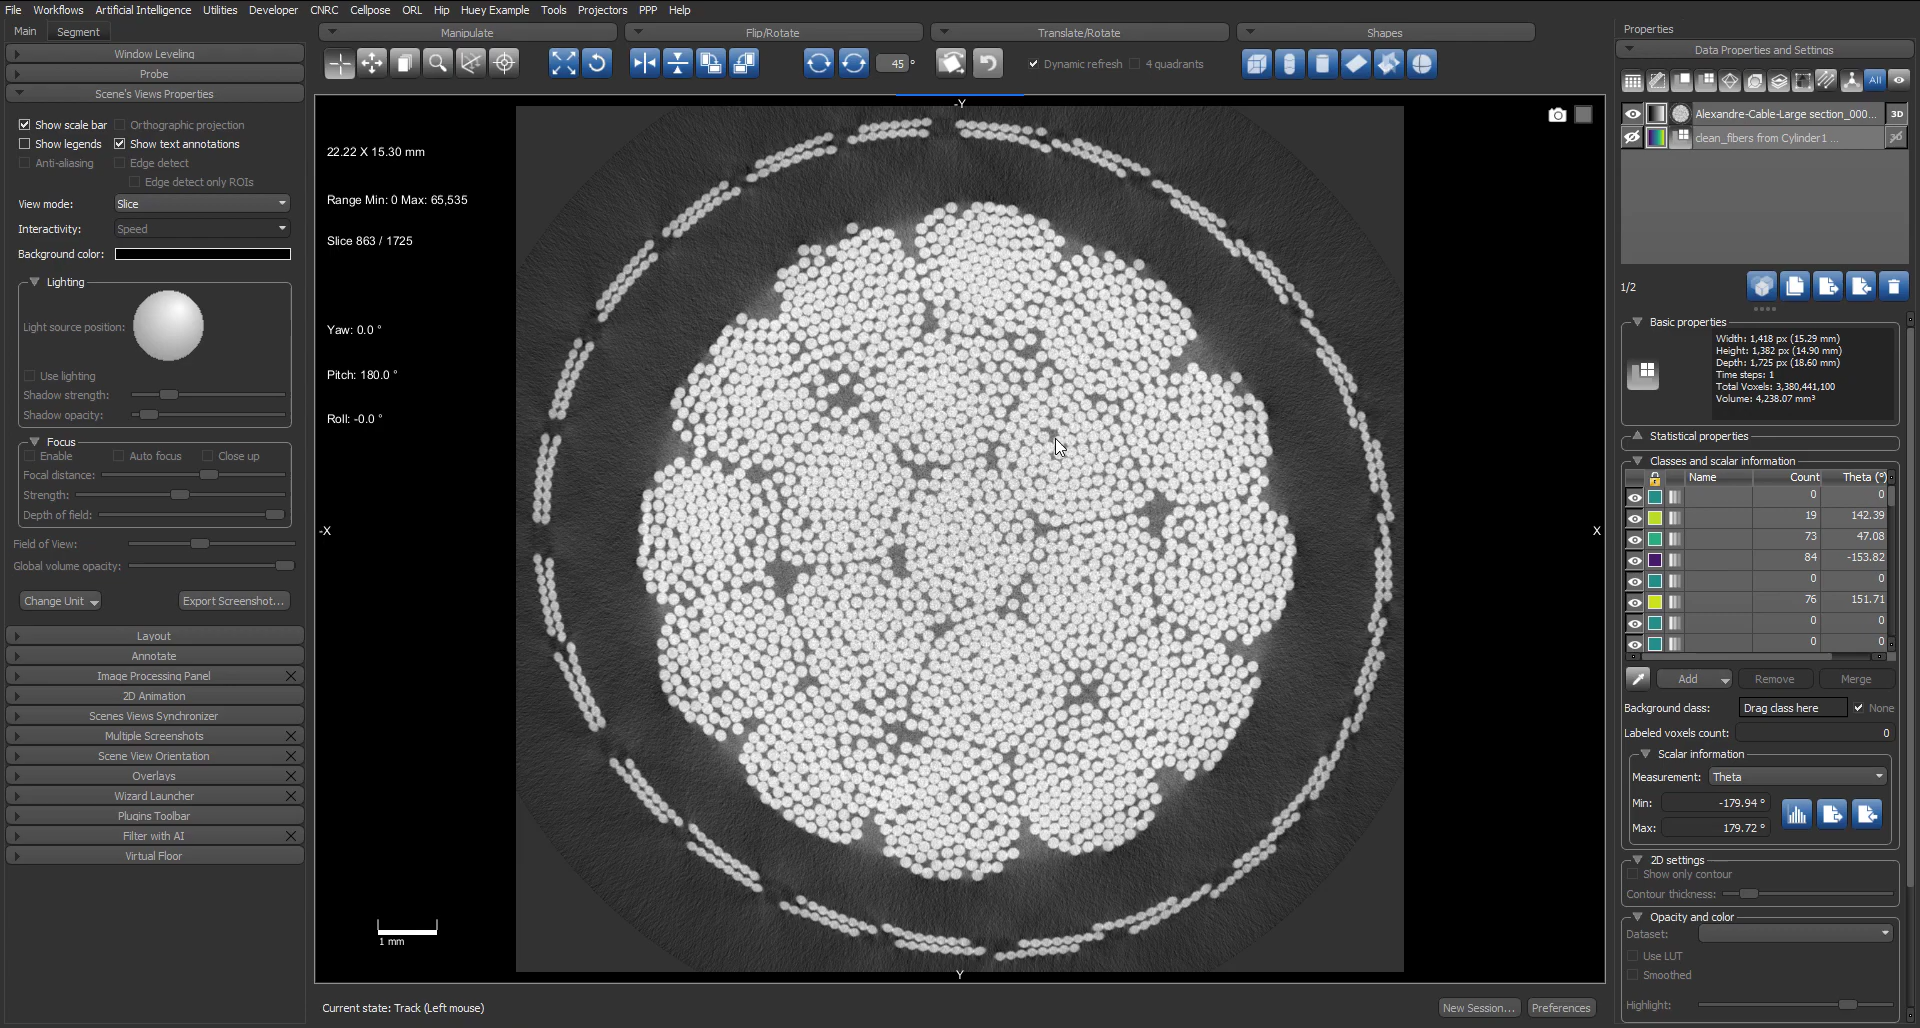 File Workflows Artificial Intelligence Utilities Segment Developer CNRC Cellpose ORL Hip Huey Example Tools Projectors PPP Help
Main Segment
Manipulate Flip/Rotate Translate/Rotate Shapes
Properties
Window Leveling
Probe
Scene's Views Properties
45 °
Dynamic refresh 4 quadrants
Data Properties and Settings
All
Show scale bar Orthographic projection
Show legends Show text annotations
Anti-aliasing Edge detect
Edge detect only ROIs
View mode: Slice
Interactivity: Speed
Background color:
Lighting
Light source position:
Use lighting
Shadow strength:
Shadow opacity:
Focus
Enable Auto focus Close up
Focal distance:
Strength:
Depth of field:
Field of View:
Global volume opacity:
Change Unit Export Screenshot...
Layout
Annotate
Image Processing Panel
2D Animation
Scenes Views Synchronizer
Multiple Screenshots
Scene View Orientation
Overlays
Wizard Launcher
Plugins Toolbar
Filter with AI
Virtual Floor
-Y
22.22 X 15.30 mm
Range Min: 0 Max: 65,535
Slice 863 / 1725
Yaw: 0.0 °
Pitch: 180.0 °
Roll: -0.0 °
-X X
1 mm
Y
Current state: Track (Left mouse)
New Session... Preferences
Alexandre-Cable-Large section_000... 3D
clean_fibers from Cylinder1 ...
1/2
Basic properties
Width: 1,418 px (15.29 mm)
Height: 1,382 px (14.90 mm)
Depth: 1,725 px (18.60 mm)
Time steps: 1
Total Voxels: 3,380,441,100
Volume: 4,238.07 mm³
Statistical properties
Classes and scalar information
Name Count Theta (°)
0 0
19 142.39
73 47.08
84 -153.82
0 0
76 151.71
0 0
0 0
Add Remove Merge
Background class: Drag class here None
Labeled voxels count: 0
Scalar information
Measurement: Theta
Min: -179.94 °
Max: 179.72 °
2D settings
Show only contour
Contour thickness:
Opacity and color
Dataset:
Use LUT
Smoothed
Highlight: